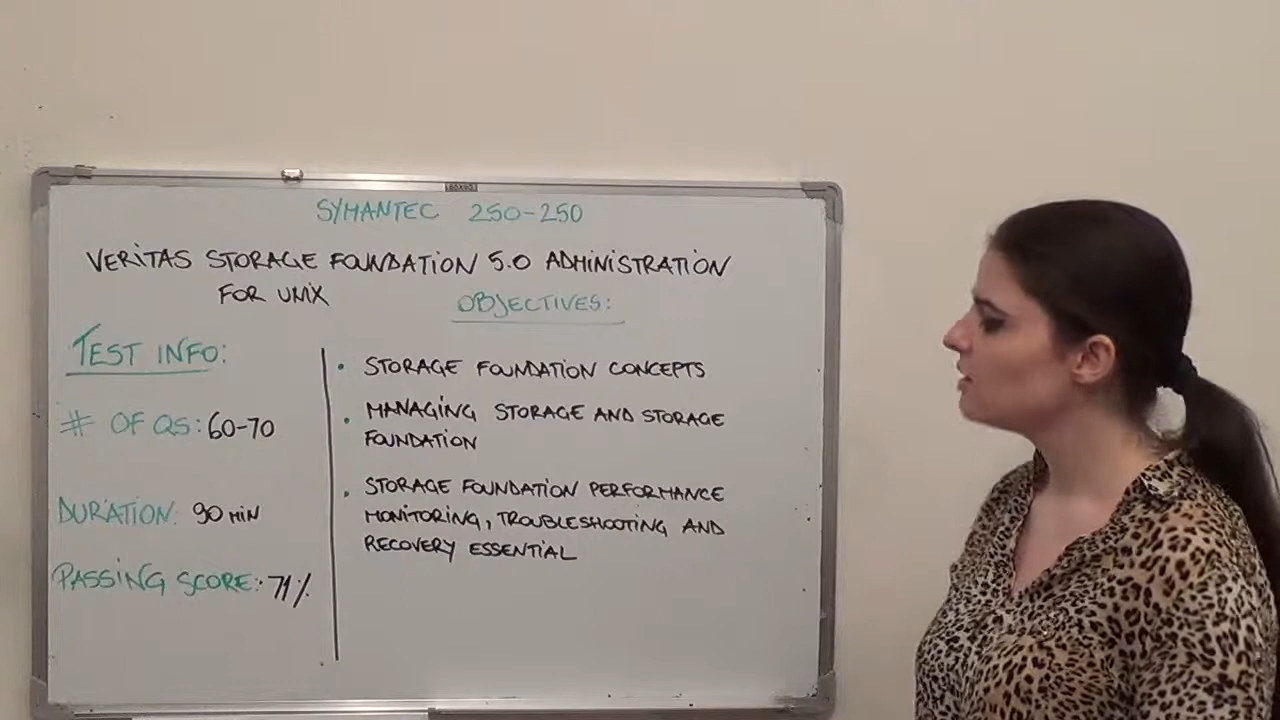 SYMANTEC 250-250
VERITAS STORAGE FOUNDATION 5.0 ADMINISTRATION
FOR UNIX
OBJECTIVES:
TEST INFO:
# OF QS: 60-70
DURATION: 90 MIN
PASSING SCORE: 71%
• STORAGE FOUNDATION CONCEPTS
• MANAGING STORAGE AND STORAGE
FOUNDATION
• STORAGE FOUNDATION PERFORMANCE
MONITORING, TROUBLESHOOTING AND
RECOVERY ESSENTIAL